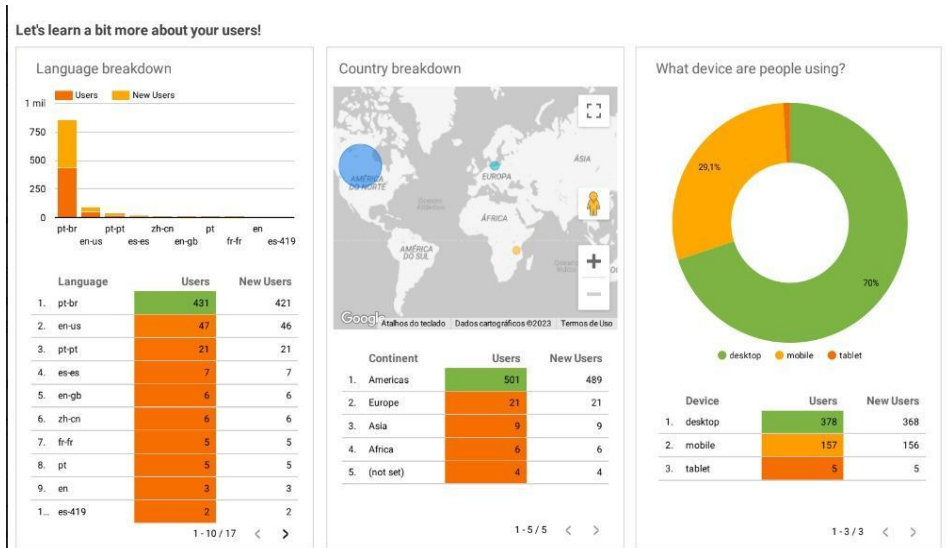 Let's learn a bit more about your users!
Language breakdown
Users New Users
1 mil
750
500
250
0
pt-br pt-pt zh-cn pt en
en-us es-es en-gb fr-fr es-419
Language Users New Users
1. pt-br 431 421
2. en-us 47 46
3. pt-pt 21 21
4. es-es 7 7
5. en-gb 6 6
6. zh-cn 6 6
7. fr-fr 5 5
8. pt 5 5
9. en 3 3
1... es-419 2 2
1 - 10 / 17
Country breakdown
AMÉRICA
DO NORTE
EUROPA
ÁSIA
ÁFRICA
AMÉRICA
DO SUL
Google Atalhos do teclado Dados cartográficos ©2023 Termos de Uso
Continent Users New Users
1. Americas 501 489
2. Europe 21 21
3. Asia 9 9
4. Africa 6 6
5. (not set) 4 4
1 - 5 / 5
What device are people using?
29,1%
70%
desktop mobile tablet
Device Users New Users
1. desktop 378 368
2. mobile 157 156
3. tablet 5 5
1 - 3 / 3